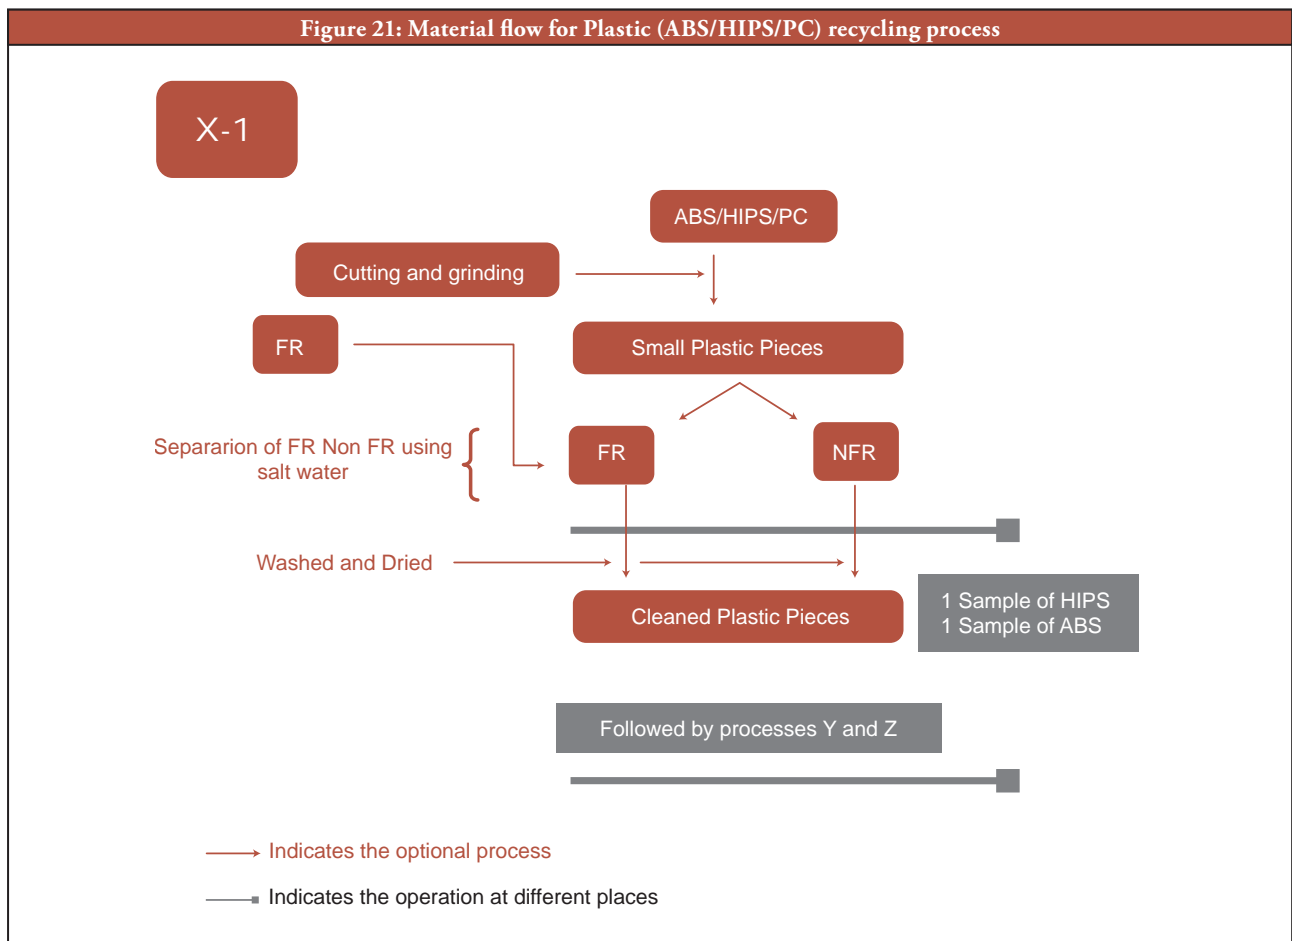 Figure 21: Material flow for Plastic (ABS/HIPS/PC) recycling process
X-1
ABS/HIPS/PC
Cutting and grinding
FR
Small Plastic Pieces
Separarion of FR Non FR using
salt water
FR
NFR
Washed and Dried
Cleaned Plastic Pieces
1 Sample of HIPS
1 Sample of ABS
Followed by processes Y and Z
Indicates the optional process
Indicates the operation at different places